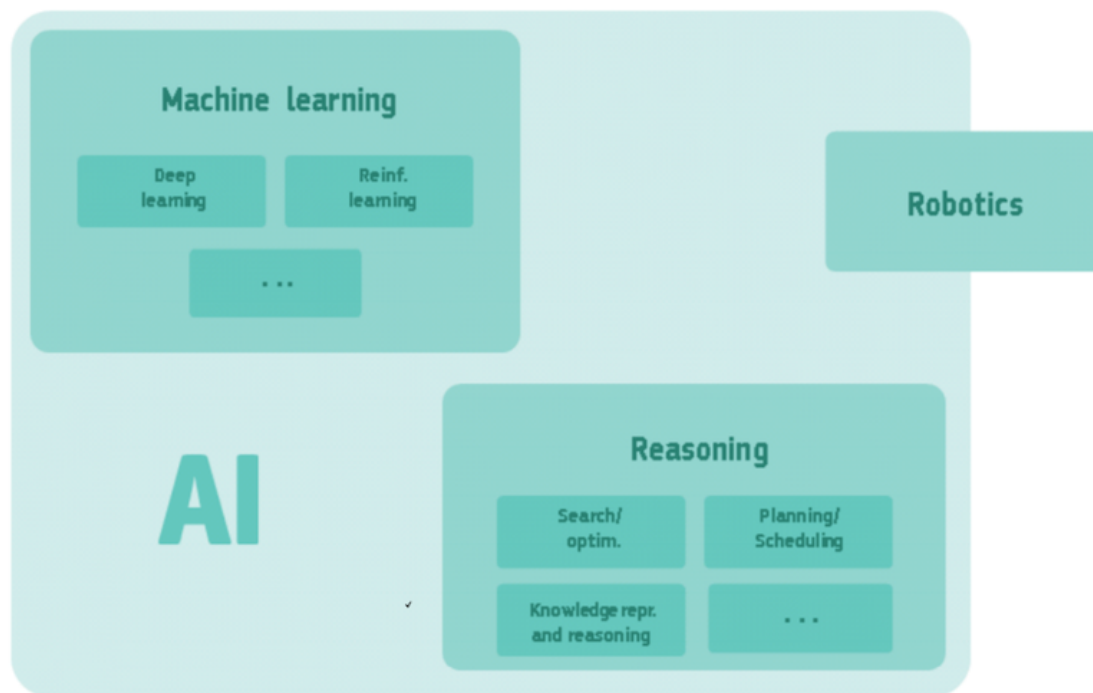 Machine learning
Deep
learning
Reinf.
learning
...
Robotics
AI
Reasoning
Search/
optim.
Planning/
Scheduling
Knowledge repr.
and reasoning
...